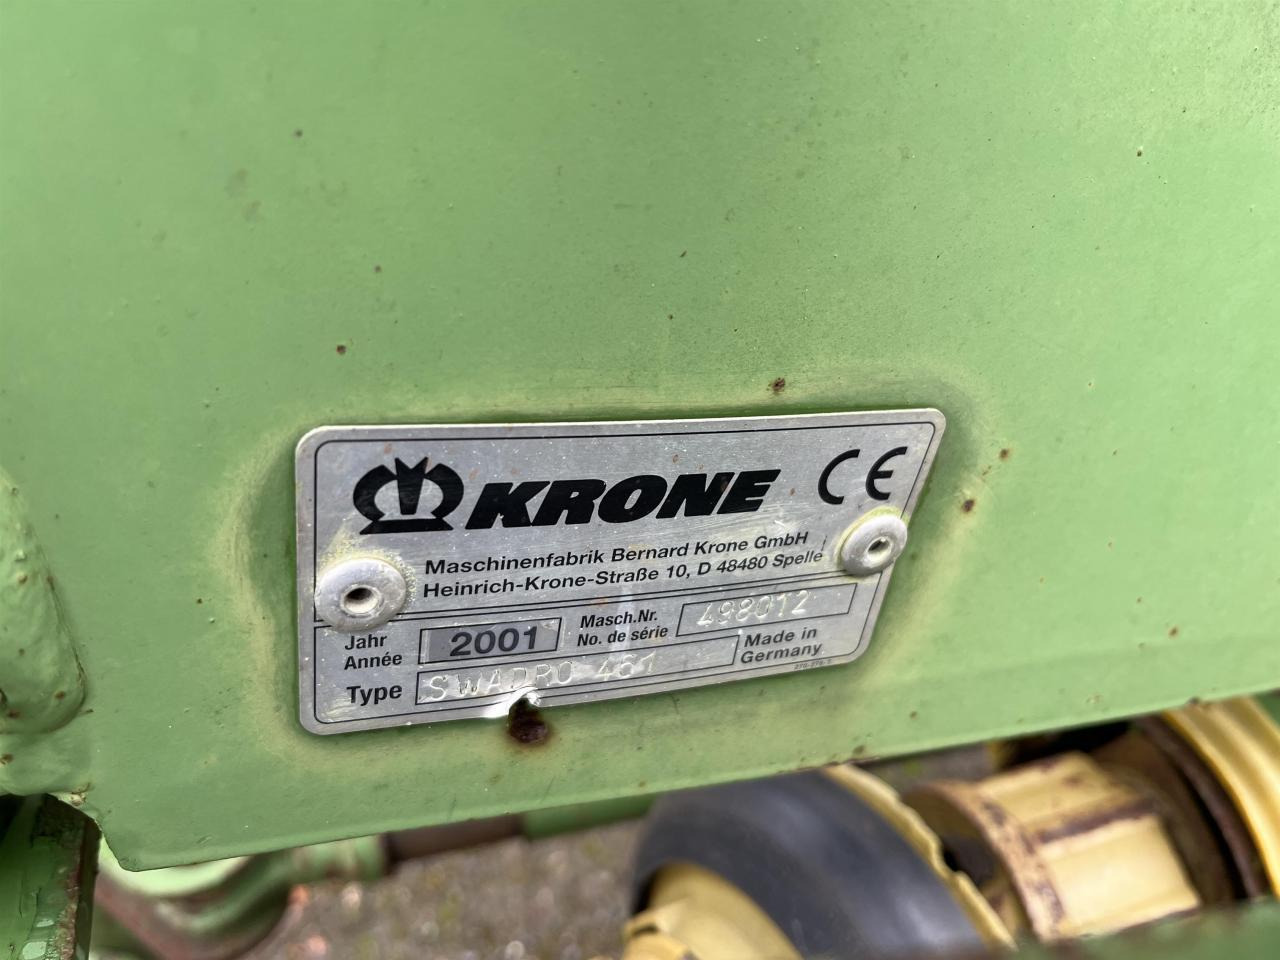 KRONE CE
Maschinenfabrik Bernard Krone GmbH
Heinrich-Krone-Straße 10, D 48480 Spelle
Jahr
Année
2001
Masch.Nr.
No. de série
498012
Type
SWADRO 461
Made in
Germany